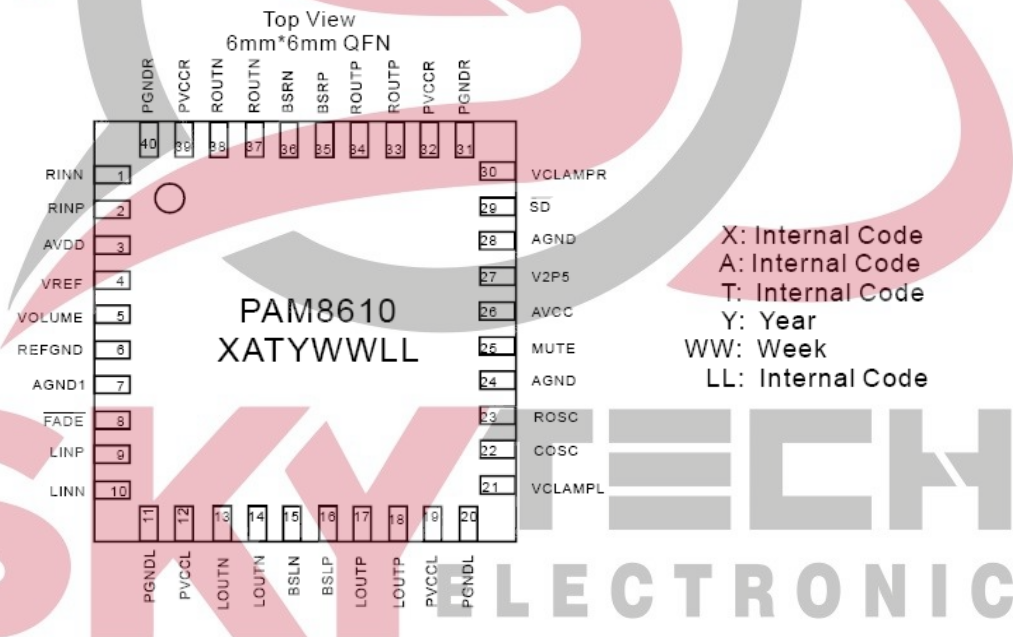 Top View
6mm*6mm QFN
PGNDR PVCCR ROUTN ROUTN BSRN BSRP ROUTP ROUTP PVCCR PGNDR
40 39 38 37 36 35 34 33 32 31
RINN 1
RINP 2
AVDD 3
VREF 4
VOLUME 5
REFGND 6
AGND1 7
FADE 8
LINP 9
LINN 10
30 VCLAMPR
29 SD
28 AGND
27 V2P5
26 AVCC
25 MUTE
24 AGND
23 ROSC
22 COSC
21 VCLAMPL
PAM8610
XATYWWLL
11 12 13 14 15 16 17 18 19 20
PGNDL PVCCL LOUTN LOUTN BSLN BSLP LOUTP LOUTP PVCCL PGNDL
X: Internal Code
A: Internal Code
T: Internal Code
Y: Year
WW: Week
LL: Internal Code
SKYTECH
ELECTRONIC